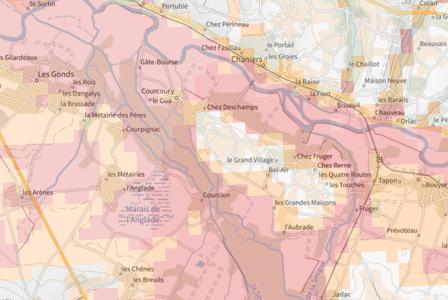 St-Sorlin
Portublé
Corart
Chez Périneau
Chez Fasillau
le Portail
Beauvais
les Groies
s Gilardeaux
Gâte-Bourse
Chaniers
le Chaillot
Les Gonds
la Baine
Maison Neuve
les Rois
les Dangalys
Courcoury
la Font
la Brassade
le Gua
Chez Deschamps
les Barails
la Métairie des Pères
Chauveau
Orlac
Courpignac
le Grand Village
Chez Fruger
Bel-Air
Chez Berne
les Quatre Routes
les Métairies
les Touches
Tapon
Bouyer
l'Anglade
les Arènes
Courcion
les Grandes Maisons
Marais de
l'Anglade
Fruger
l'Aubrade
Prévoteau
les Chênes
les Breuils
Jarlac